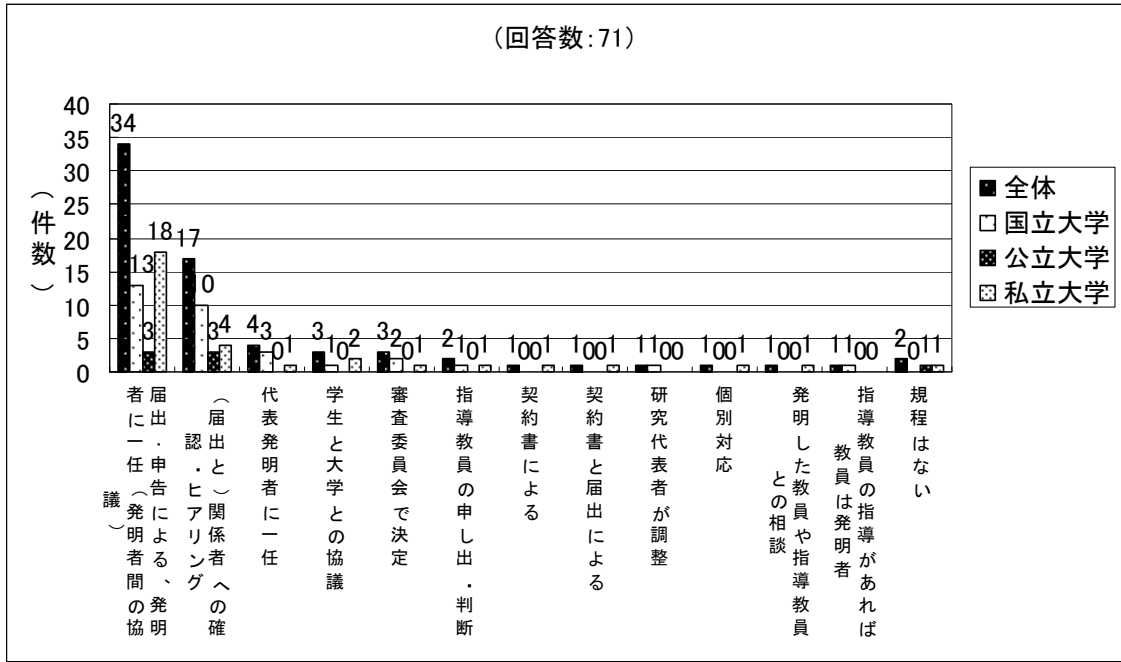 （回答数：71）
（件数）
40
35
30
25
20
15
10
5
0
34
13
3
18
17
10
3
4
4
3
0
1
3
1
0
2
3
2
0
1
2
1
0
1
1
0
0
1
1
0
0
1
1
1
0
0
1
0
0
1
1
0
0
1
1
1
0
0
2
0
1
1
届出・申告による、発明
者に一任（発明者間の協
議）
（届出と）関係者への確
認・ヒアリング
代表発明者に一任
学生と大学との協議
審査委員会で決定
指導教員の申し出・判断
契約書による
契約書と届出による
研究代表者が調整
個別対応
発明した教員や指導教員
との相談
指導教員の指導があれば
教員は発明者
規程はない
全体
国立大学
公立大学
私立大学